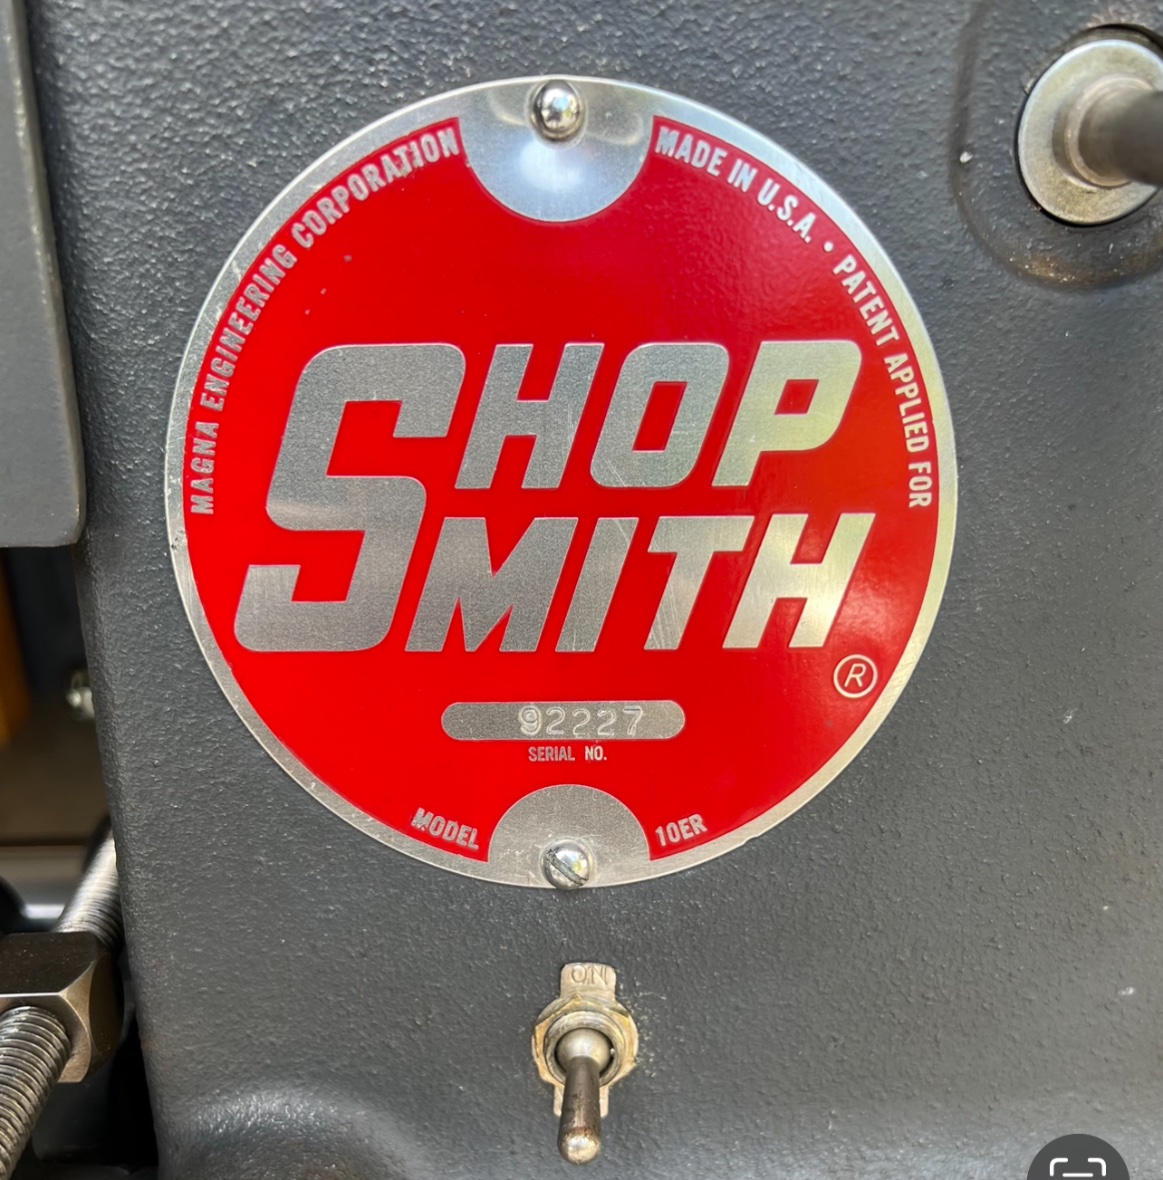 MAGNA ENGINEERING CORPORATION
MADE IN U.S.A. • PATENT APPLIED FOR
SHOP
SMITH
®
92227
SERIAL NO.
MODEL 10ER
ON